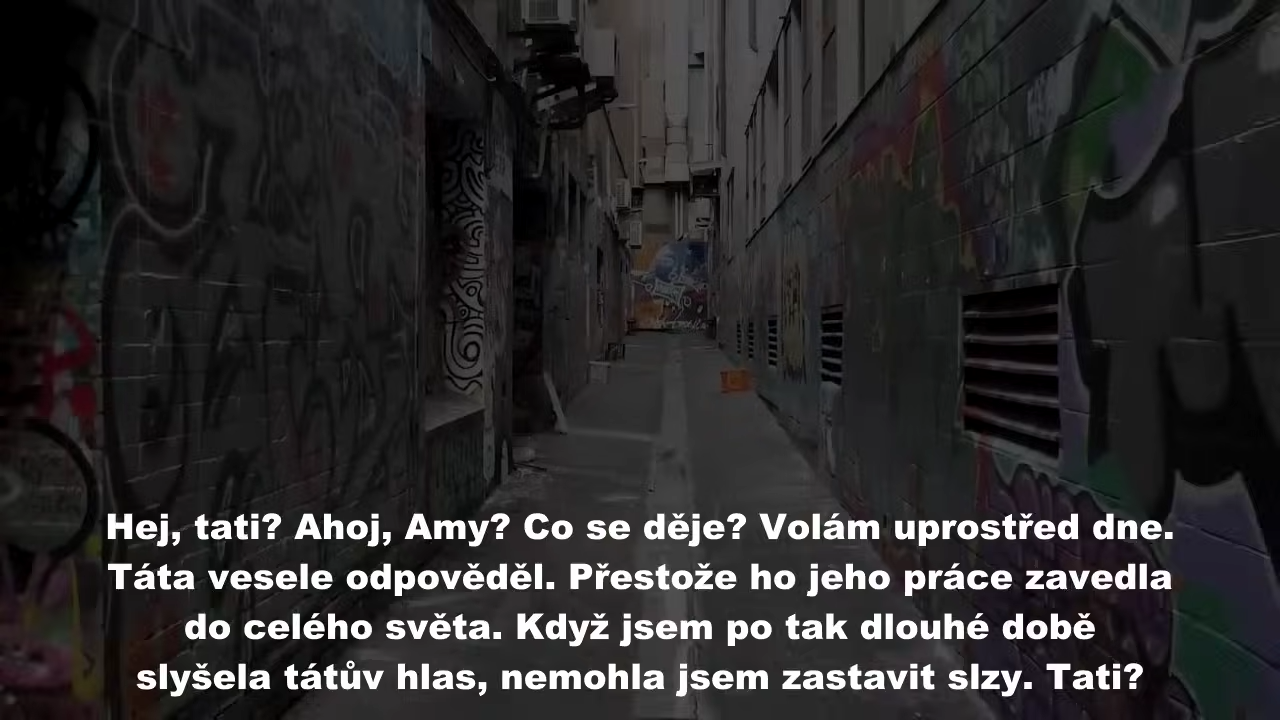 Hej, tati? Ahoj, Amy? Co se děje? Volám uprostřed dne.
Táta vesele odpověděl. Přestože ho jeho práce zavedla
do celého světa. Když jsem po tak dlouhé době
slyšela tátův hlas, nemohla jsem zastavit slzy. Tati?